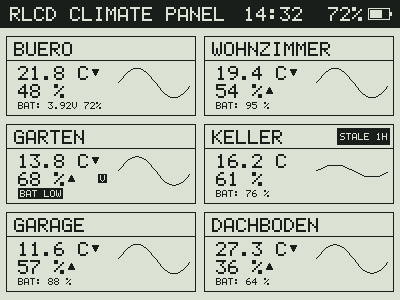 RLCD CLIMATE PANEL 14:32 72%
BUERO
21.8 C▼
48 %
BAT: 3.92V 72%
WOHNZIMMER
19.4 C▼
54 %▲
BAT: 95 %
GARTEN
13.8 C▼
68 %▲ U
BAT LOW
KELLER STALE 1H
16.2 C
61 %
BAT: 76 %
GARAGE
11.6 C▼
57 %▲
BAT: 88 %
DACHBODEN
27.3 C▼
36 %▲
BAT: 64 %